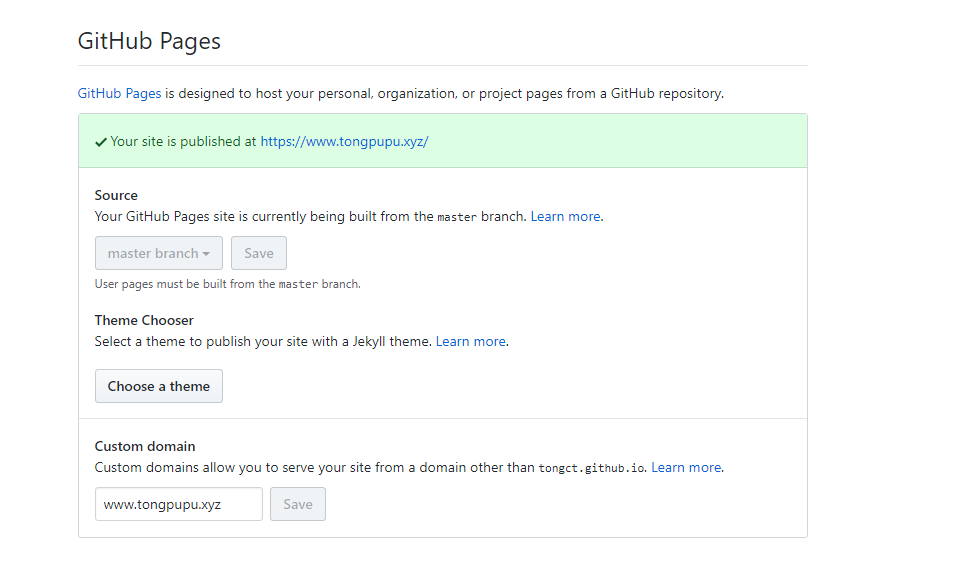 GitHub Pages
GitHub Pages is designed to host your personal, organization, or project pages from a GitHub repository.
Your site is published at https://www.tongpupu.xyz/
Source
Your GitHub Pages site is currently being built from the master branch. Learn more.
master branch Save
User pages must be built from the master branch.
Theme Chooser
Select a theme to publish your site with a Jekyll theme. Learn more.
Choose a theme
Custom domain
Custom domains allow you to serve your site from a domain other than tongct.github.io. Learn more.
www.tongpupu.xyz Save